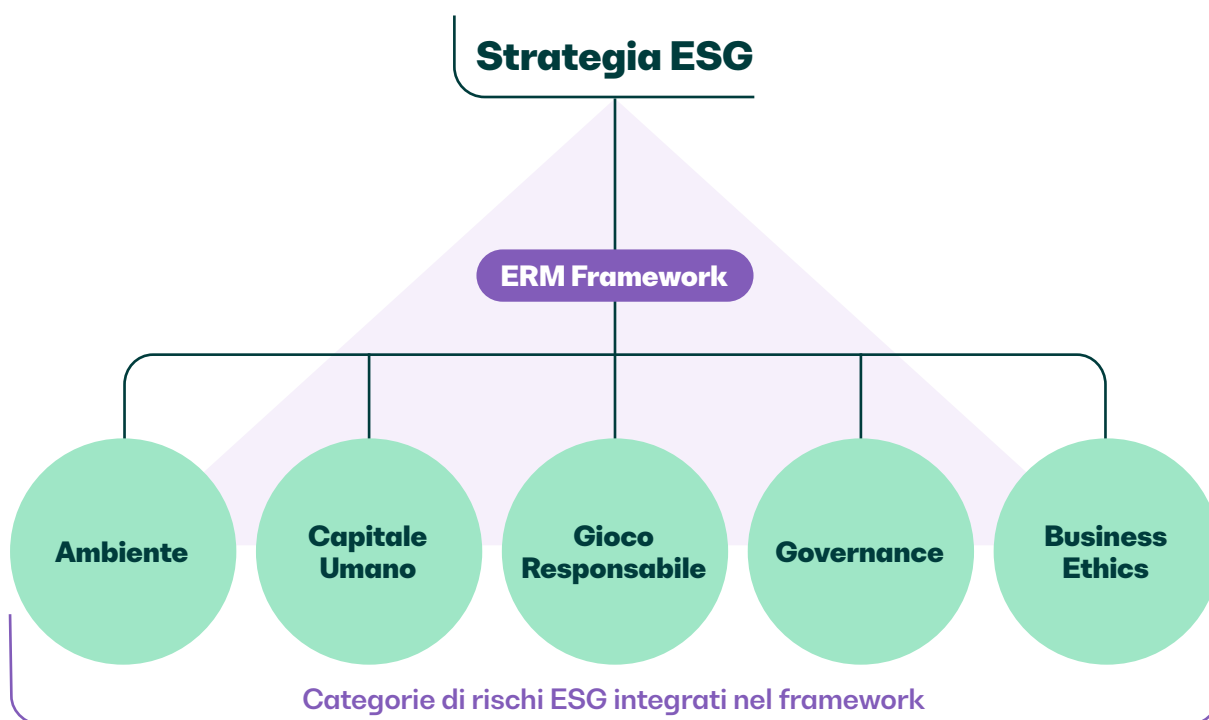 Strategia ESG
ERM Framework
Ambiente
Capitale
Umano
Gioco
Responsabile
Governance
Business
Ethics
Categorie di rischi ESG integrati nel framework